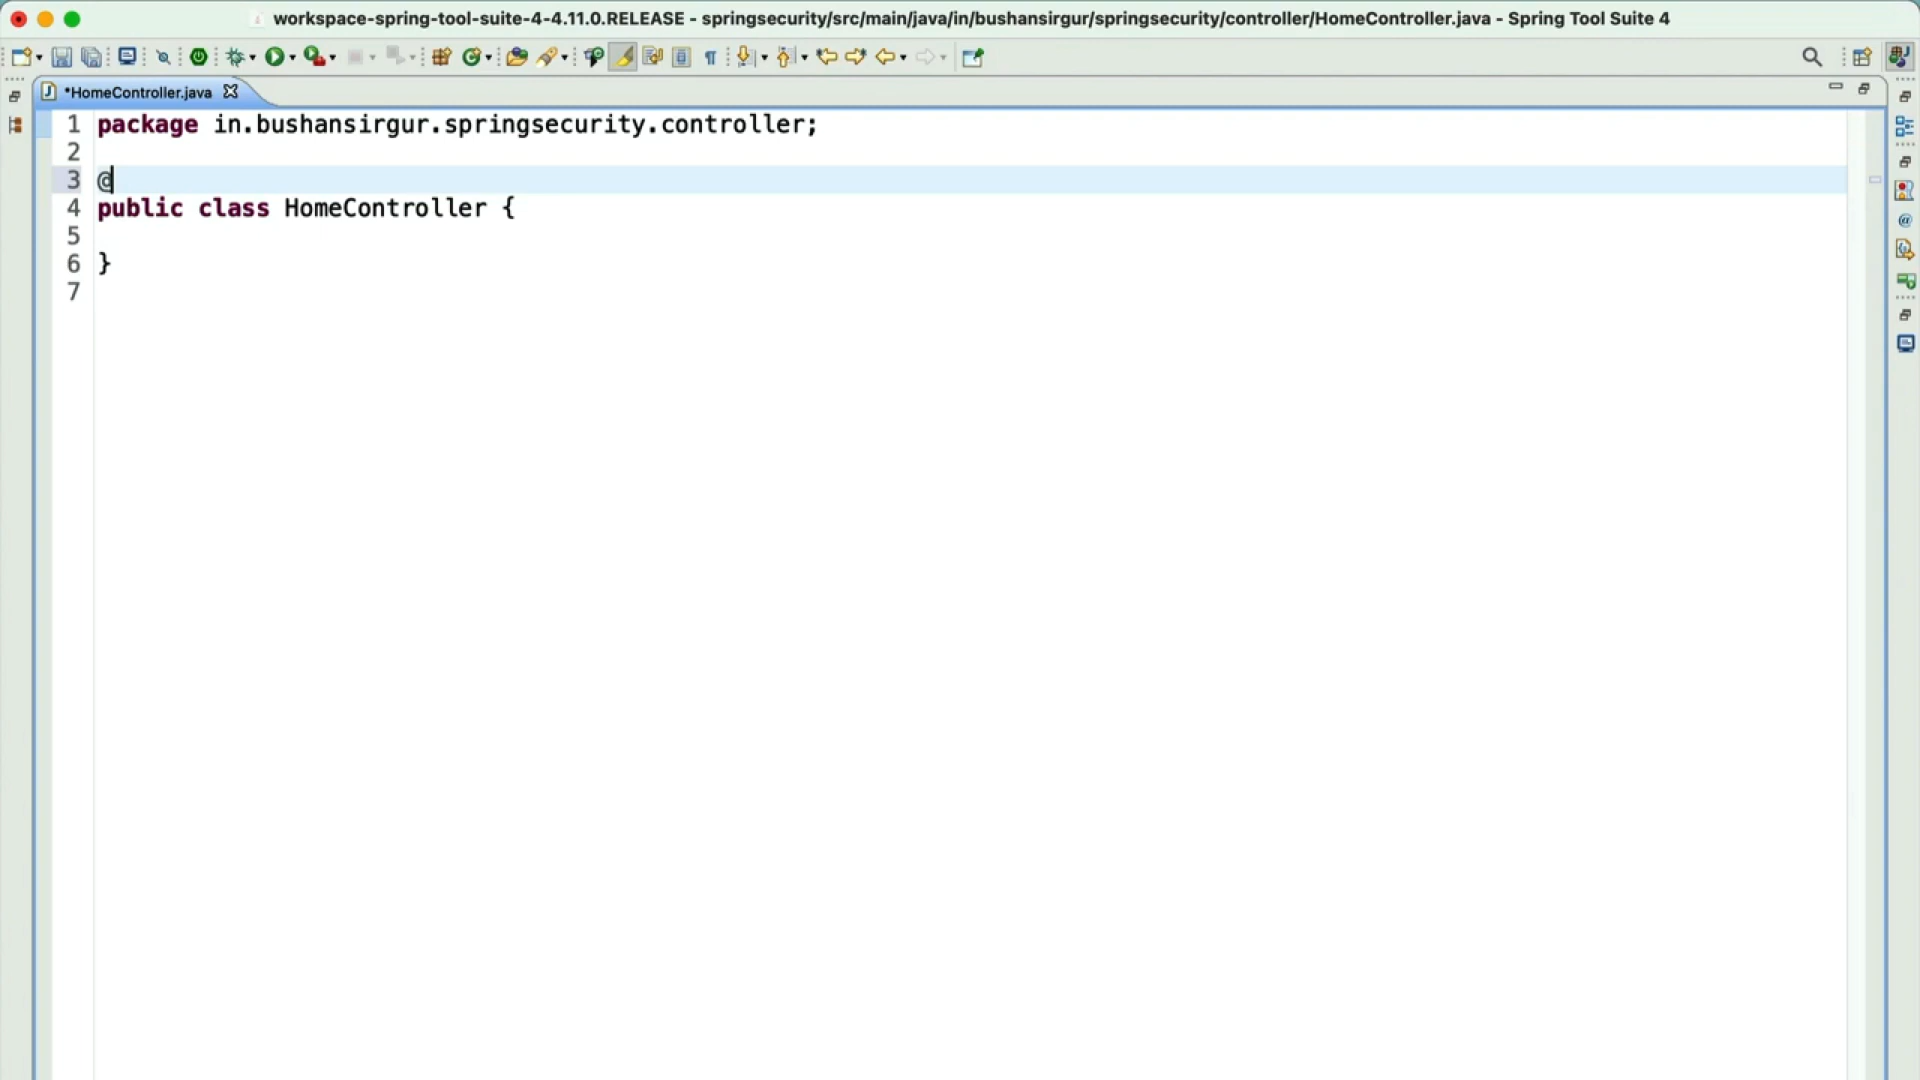 workspace-spring-tool-suite-4-4.11.0.RELEASE - springsecurity/src/main/java/in/bushansirgur/springsecurity/controller/HomeController.java - Spring Tool Suite 4
*HomeController.java
1 package in.bushansirgur.springsecurity.controller;
2
3 @
4 public class HomeController {
5
6 }
7